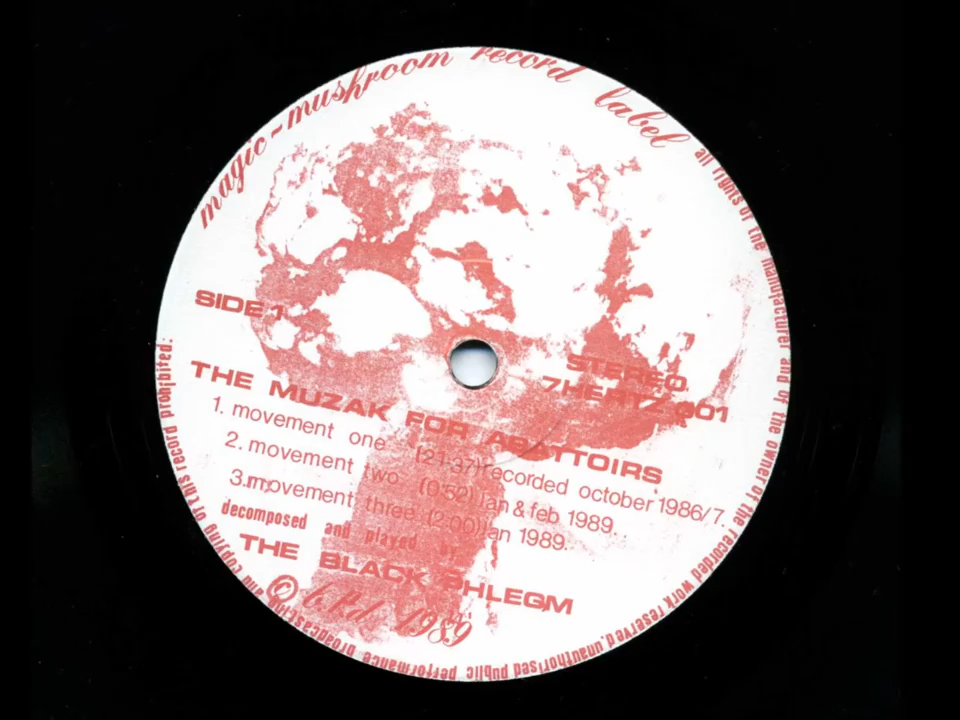 magic~mushroom record label
all rights of the manufacturer and of the owner of the recorded work reserved. unauthorised public performance broadcasting and copying of this record prohibited:
SIDE 1
STEREO.
7HERTZ 001
THE MUZAK FOR ABATTOIRS
1. movement one (21·37) recorded october 1986/7.
2. movement two (0·52) jan & feb 1989.
3. movement three (2:00) jan 1989.
decomposed and played by
THE BLACK PHLEGM
© b.p.ds 1989